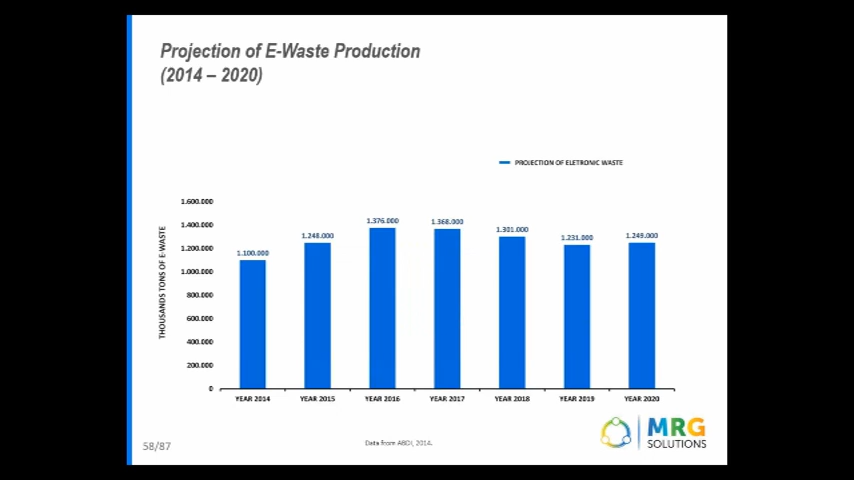 Projection of E-Waste Production
(2014 – 2020)
PROJECTION OF ELETRONIC WASTE
THOUSANDS TONS OF E-WASTE
1.600.000
1.400.000
1.200.000
1.000.000
800.000
600.000
400.000
200.000
0
1.100.000
1.248.000
1.376.000
1.368.000
1.301.000
1.231.000
1.249.000
YEAR 2014 YEAR 2015 YEAR 2016 YEAR 2017 YEAR 2018 YEAR 2019 YEAR 2020
58/87
Data from ABDI, 2014.
MRG
SOLUTIONS